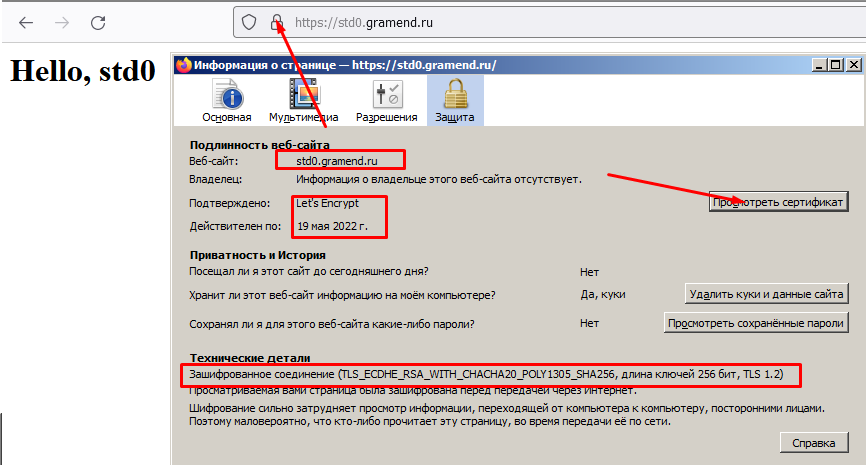 https://std0.gramend.ru
Hello, std0
Информация о странице — https://std0.gramend.ru/
Основная Мультимедиа Разрешения Защита
Подлинность веб-сайта
Веб-сайт: std0.gramend.ru
Владелец: Информация о владельце этого веб-сайта отсутствует.
Подтверждено: Let's Encrypt Просмотреть сертификат
Действителен по: 19 мая 2022 г.
Приватность и История
Посещал ли я этот сайт до сегодняшнего дня? Нет
Хранит ли этот веб-сайт информацию на моём компьютере? Да, куки Удалить куки и данные сайта
Сохранял ли я для этого веб-сайта какие-либо пароли? Нет Просмотреть сохранённые пароли
Технические детали
Зашифрованное соединение (TLS_ECDHE_RSA_WITH_CHACHA20_POLY1305_SHA256, длина ключей 256 бит, TLS 1.2)
Просматриваемая вами страница была зашифрована перед передачей через Интернет.
Шифрование сильно затрудняет просмотр информации, переходящей от компьютера к компьютеру, посторонними лицами.
Поэтому маловероятно, что кто-либо прочитает эту страницу, во время передачи её по сети.
Справка